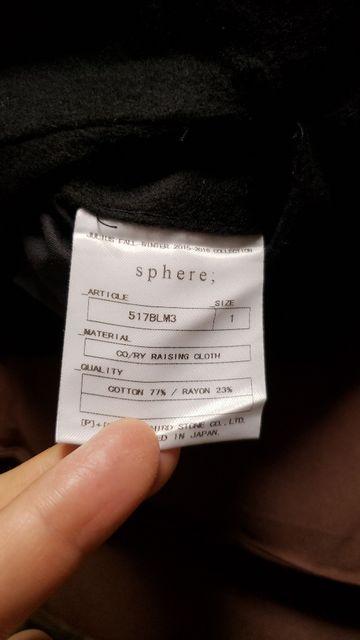 JULIUS FALL WINTER 2015-2016 COLLECTION
sphere;
ARTICLE SIZE
517BLM3 1
MATERIAL
CO/RY RAISING CLOTH
QUALITY
COTTON 77% / RAYON 23%
STONE CO.,LTD.
IN JAPAN.